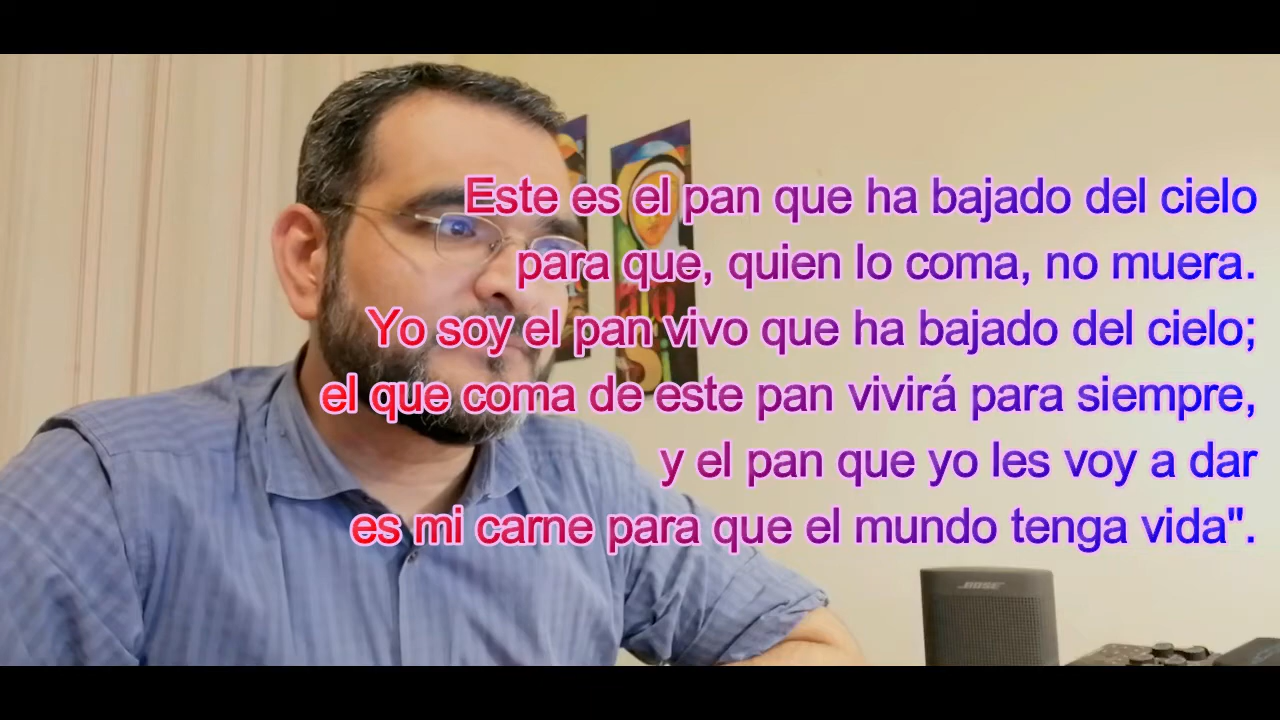 Este es el pan que ha bajado del cielo
para que, quien lo coma, no muera.
Yo soy el pan vivo que ha bajado del cielo;
el que coma de este pan vivirá para siempre,
y el pan que yo les voy a dar
es mi carne para que el mundo tenga vida".
BOSE